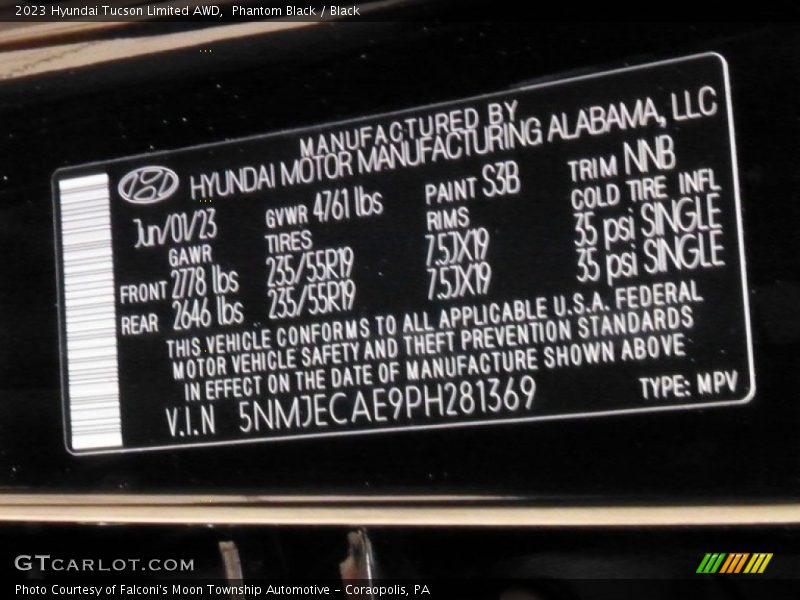 2023 Hyundai Tucson Limited AWD,  Phantom Black / Black
MANUFACTURED BY
HYUNDAI MOTOR MANUFACTURING ALABAMA, LLC
Jun/01/23 GVWR 4761 lbs PAINT S3B TRIM NNB
GAWR TIRES RIMS COLD TIRE INFL
FRONT 2778 lbs 235/55R19 7.5JX19 35 psi SINGLE
REAR 2646 lbs 235/55R19 7.5JX19 35 psi SINGLE
THIS VEHICLE CONFORMS TO ALL APPLICABLE U.S.A. FEDERAL
MOTOR VEHICLE SAFETY AND THEFT PREVENTION STANDARDS
IN EFFECT ON THE DATE OF MANUFACTURE SHOWN ABOVE
V.I.N 5NMJECAE9PH281369 TYPE: MPV
GTCARLOT.COM
Photo Courtesy of Falconi's Moon Township Automotive - Coraopolis, PA